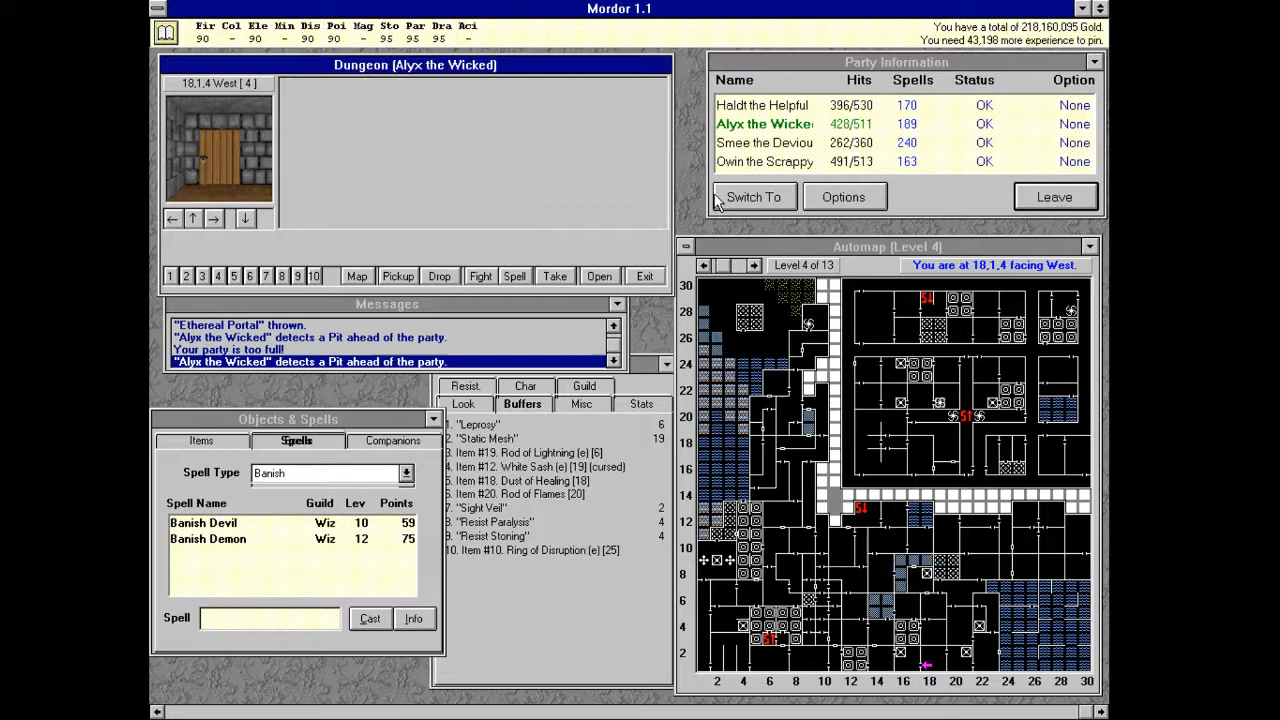 Mordor 1.1
Fir Col Ele Min Dis Poi Mag Sto Par Dra Aci
90 - 90 - 90 90 - 95 95 95 -
You have a total of 218,160,095 Gold.
You need 43,198 more experience to pin.
Dungeon (Alyx the Wicked)
18,1,4 West [ 4 ]
1 2 3 4 5 6 7 8 9 10 Map Pickup Drop Fight Spell Take Open Exit
Party Information
Name Hits Spells Status Option
Haldt the Helpful 396/530 170 OK None
Alyx the Wicke 428/511 189 OK None
Smee the Deviou 262/360 240 OK None
Owin the Scrappy 491/513 163 OK None
Switch To Options Leave
Messages
"Ethereal Portal" thrown.
"Alyx the Wicked" detects a Pit ahead of the party.
Your party is too full!
"Alyx the Wicked" detects a Pit ahead of the party.
Resist. Char Guild
Look Buffers Misc Stats
1. "Leprosy" 6
2. "Static Mesh" 19
3. Item #19. Rod of Lightning (e) [6]
4. Item #12. White Sash (e) [19] (cursed)
5. Item #18. Dust of Healing [18]
6. Item #20. Rod of Flames [20]
7. "Sight Veil" 2
8. "Resist Paralysis" 4
9. "Resist Stoning" 4
10. Item #10. Ring of Disruption (e) [25]
Objects & Spells
Items Spells Companions
Spell Type Banish
Spell Name Guild Lev Points
Banish Devil Wiz 10 59
Banish Demon Wiz 12 75
Spell Cast Info
Automap (Level 4)
Level 4 of 13 You are at 18,1,4 facing West.
30
28
26
24
22
20
18
16
14
12
10
8
6
4
2
2 4 6 8 10 12 14 16 18 20 22 24 26 28 30